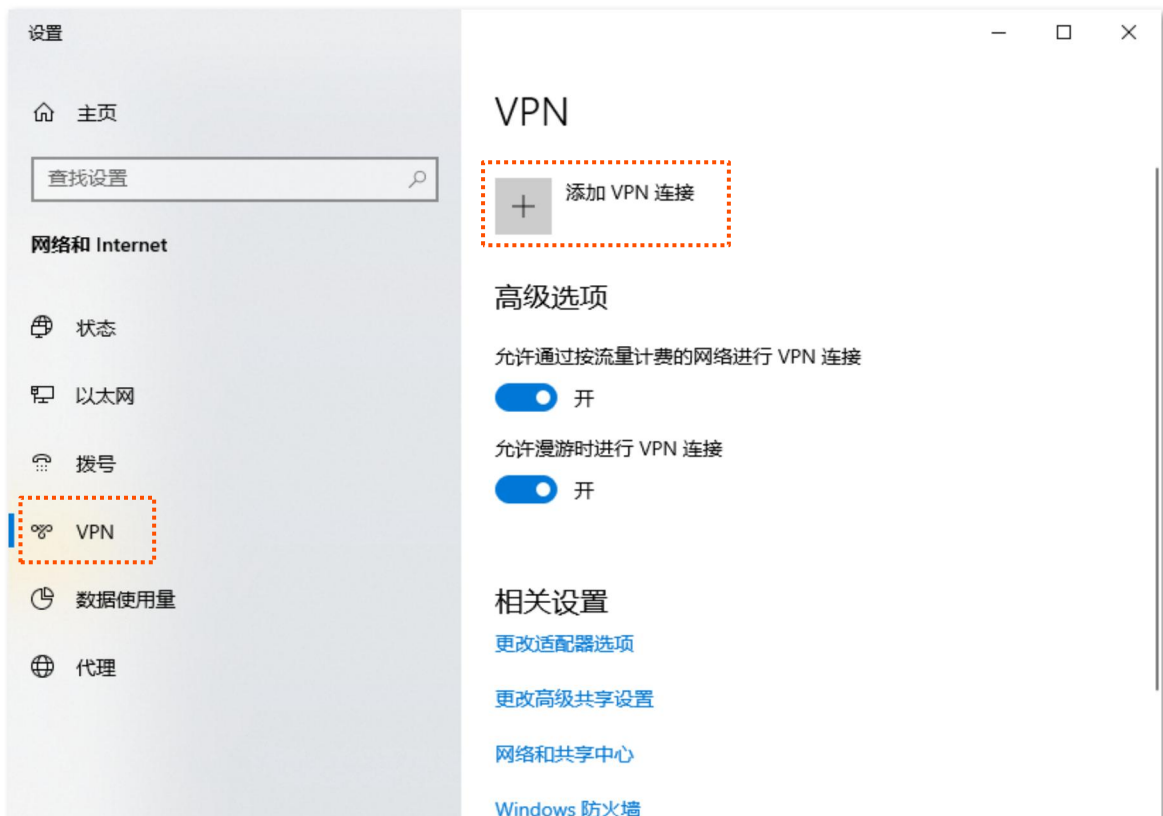 设置
主页
查找设置
网络和 Internet
状态
以太网
拨号
VPN
数据使用量
代理
VPN
添加 VPN 连接
高级选项
允许通过按流量计费的网络进行 VPN 连接
开
允许漫游时进行 VPN 连接
开
相关设置
更改适配器选项
更改高级共享设置
网络和共享中心
Windows 防火墙